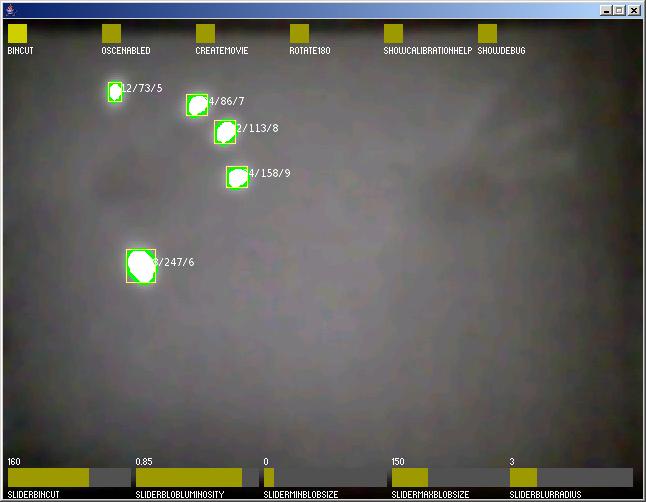 BINCUT OSCENABLED CREATEMOVIE ROTATE180 SHOWCALIBRATIONHELP SHOWDEBUG
12/73/5
4/86/7
2/113/8
4/158/9
3/247/6
160 0.85 0 150 3
SLIDERBINCUT SLIDERBLOBLUMINOSITY SLIDERMINBLOBSIZE SLIDERMAXBLOBSIZE SLIDERBLURRADIUS